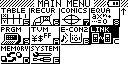 MAIN MENU
TABLE RECUR CONICS EQUA
PRGM TVM E-CON2 LINK
MEMORY SYSTEM